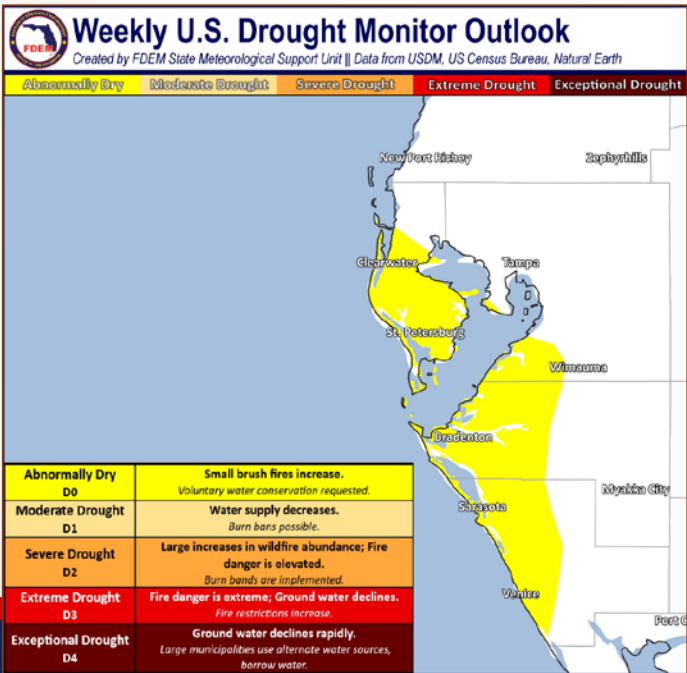 Weekly U.S. Drought Monitor Outlook
FDEM
Created by FDEM State Meteorological Support Unit || Data from USDM, US Census Bureau, Natural Earth
Abnormally Dry Moderate Drought Severe Drought Extreme Drought Exceptional Drought
New Port Richey Zephyrhills
Clearwater Tampa
St. Petersburg
Wimauma
Bradenton
Myakka City
Sarasota
Venice
Port C
Abnormally Dry
D0
Small brush fires increase.
Voluntary water conservation requested.
Moderate Drought
D1
Water supply decreases.
Burn bans possible.
Severe Drought
D2
Large increases in wildfire abundance; Fire
danger is elevated.
Burn bands are implemented.
Extreme Drought
D3
Fire danger is extreme; Ground water declines.
Fire restrictions increase.
Exceptional Drought
D4
Ground water declines rapidly.
Large municipalities use alternate water sources,
borrow water.